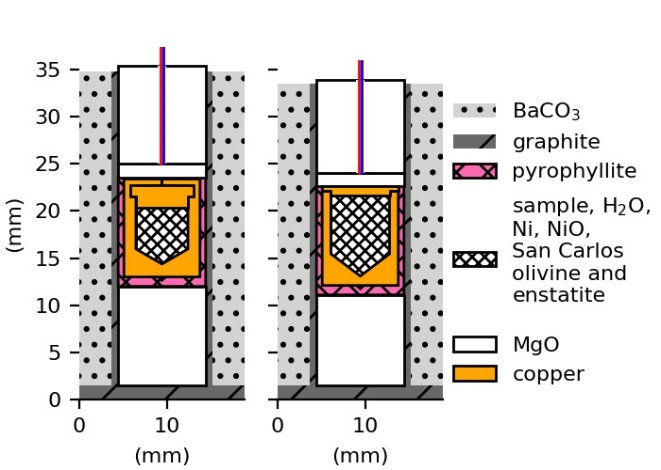 35
30
25
20
15
10
5
0
(mm)
0 10
(mm)
0 10
(mm)
BaCO₃
graphite
pyrophyllite
sample, H₂O,
Ni, NiO,
San Carlos
olivine and
enstatite
MgO
copper